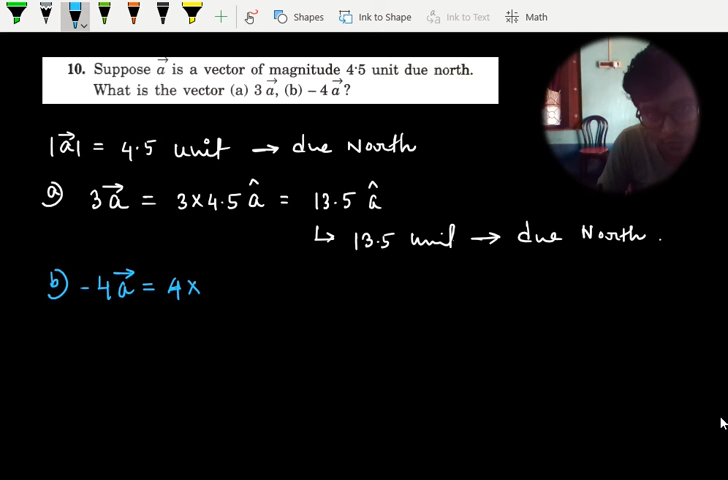 Shapes Ink to Shape Ink to Text Math
10. Suppose a⃗ is a vector of magnitude 4·5 unit due north.
What is the vector (a) 3 a⃗, (b) – 4 a⃗ ?
|a⃗| = 4.5 unit → due North
a) 3a⃗ = 3×4.5 â = 13.5 â
↳ 13.5 unit → due North.
b) -4a⃗ = 4×